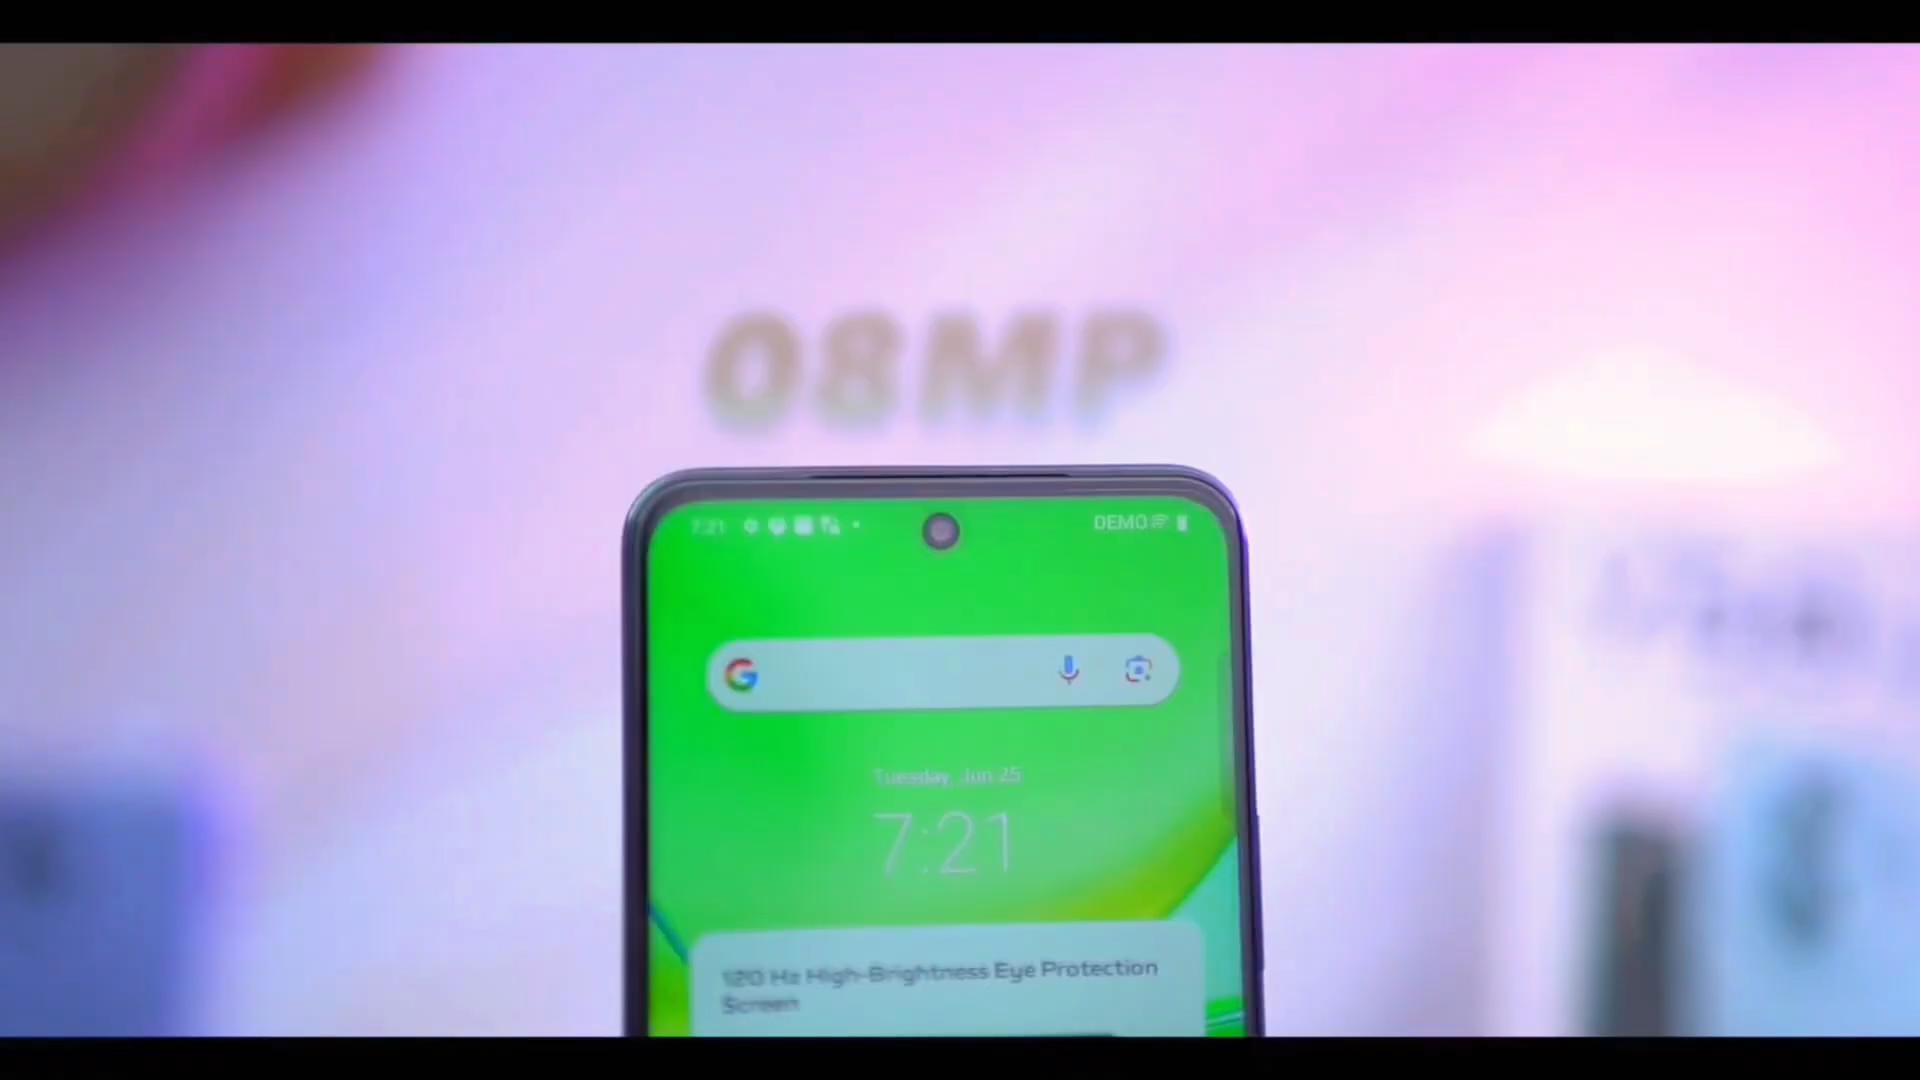 08MP
7:21
DEMO
Tuesday, Jun 25
7:21
120 Hz High-Brightness Eye Protection
Screen